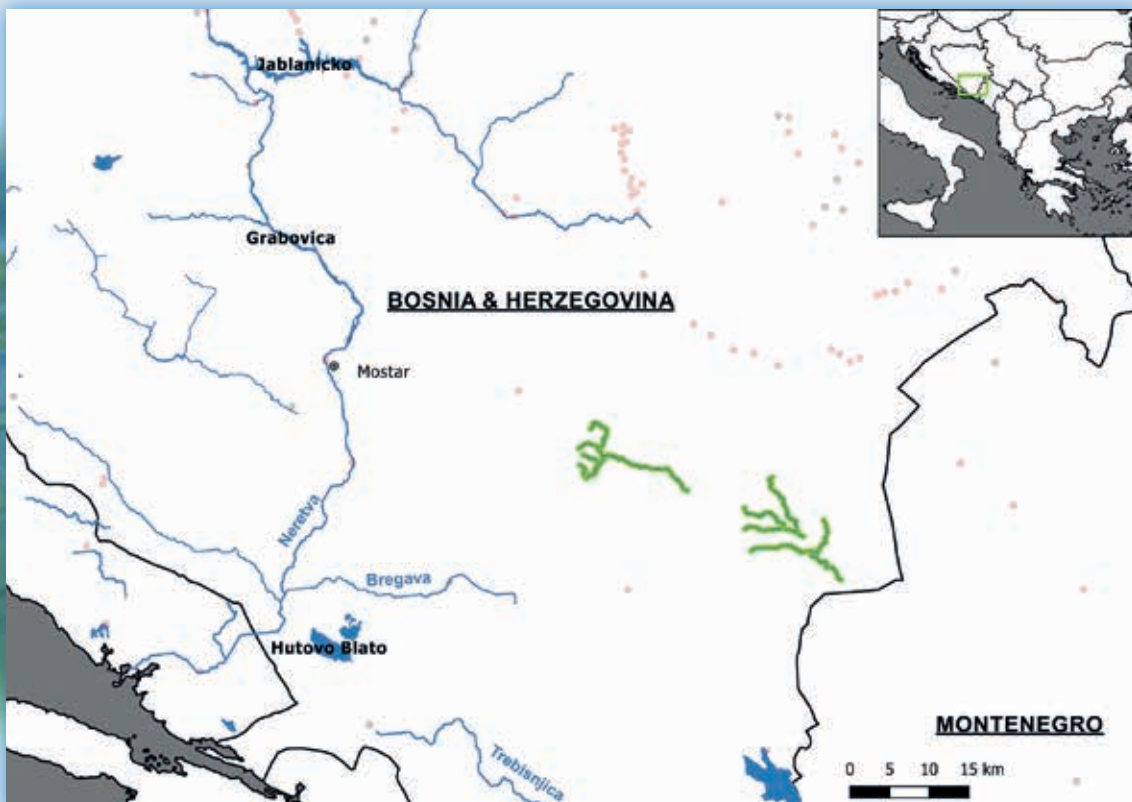 Jablanicko
Grabovica
BOSNIA & HERZEGOVINA
Mostar
Neretva
Bregava
Hutovo Blato
MONTENEGRO
Trebisnjica
0 5 10 15 km